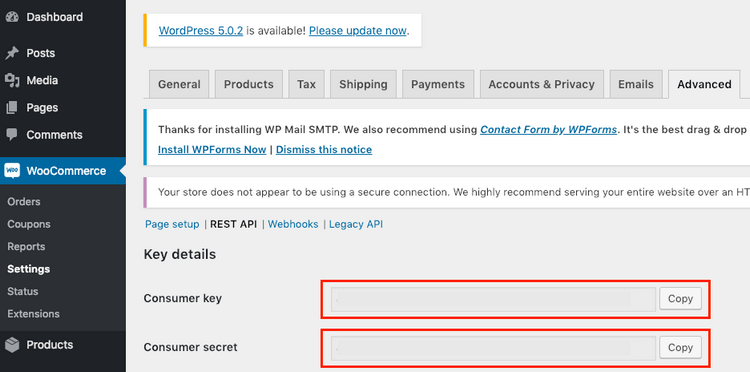 Dashboard
Posts
Media
Pages
Comments
WOO
WooCommerce
Orders
Coupons
Reports
Settings
Status
Extensions
Products
WordPress 5.0.2 is available! Please update now.
General Products Tax Shipping Payments Accounts & Privacy Emails Advanced
Thanks for installing WP Mail SMTP. We also recommend using Contact Form by WPForms. It's the best drag & drop
Install WPForms Now | Dismiss this notice
Your store does not appear to be using a secure connection. We highly recommend serving your entire website over an HT
Page setup | REST API | Webhooks | Legacy API
Key details
Consumer key Copy
Consumer secret Copy